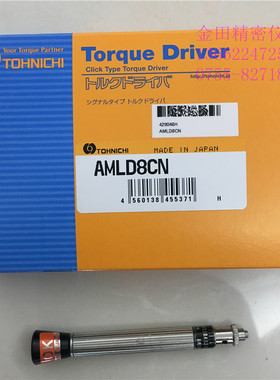 金田精密仪
Your Torque Partner
TOHNICHI
Torque Driver
Click Type Torque Driver
トルクドライバ
シグナルタイプ トルクドライバ
AMLD8CN
TOHNICHI
MADE IN JAPAN
AMLD8CN
4 560138 455371
H